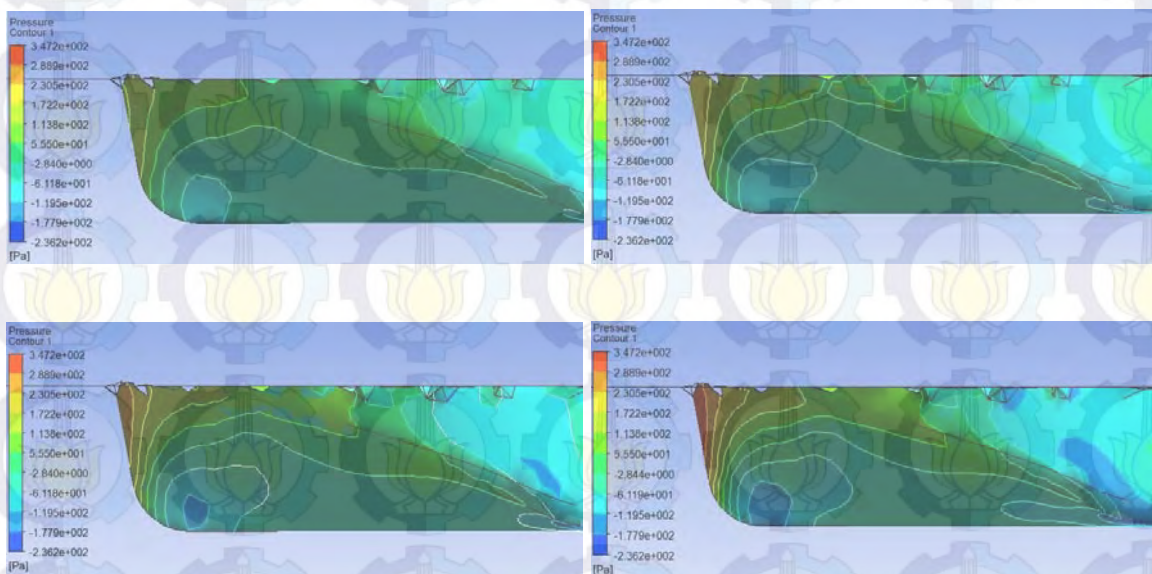 Pressure
Contour 1
3.472e+002
2.889e+002
2.305e+002
1.722e+002
1.138e+002
5.550e+001
-2.840e+000
-6.118e+001
-1.195e+002
-1.779e+002
-2.362e+002
[Pa]
Pressure
Contour 1
3.472e+002
2.889e+002
2.305e+002
1.722e+002
1.138e+002
5.550e+001
-2.840e+000
-6.118e+001
-1.195e+002
-1.779e+002
-2.362e+002
[Pa]
Pressure
Contour 1
3.472e+002
2.889e+002
2.305e+002
1.722e+002
1.138e+002
5.550e+001
-2.840e+000
-6.118e+001
-1.195e+002
-1.779e+002
-2.362e+002
[Pa]
Pressure
Contour 1
3.472e+002
2.889e+002
2.305e+002
1.722e+002
1.138e+002
5.550e+001
-2.844e+000
-6.119e+001
-1.195e+002
-1.779e+002
-2.362e+002
[Pa]